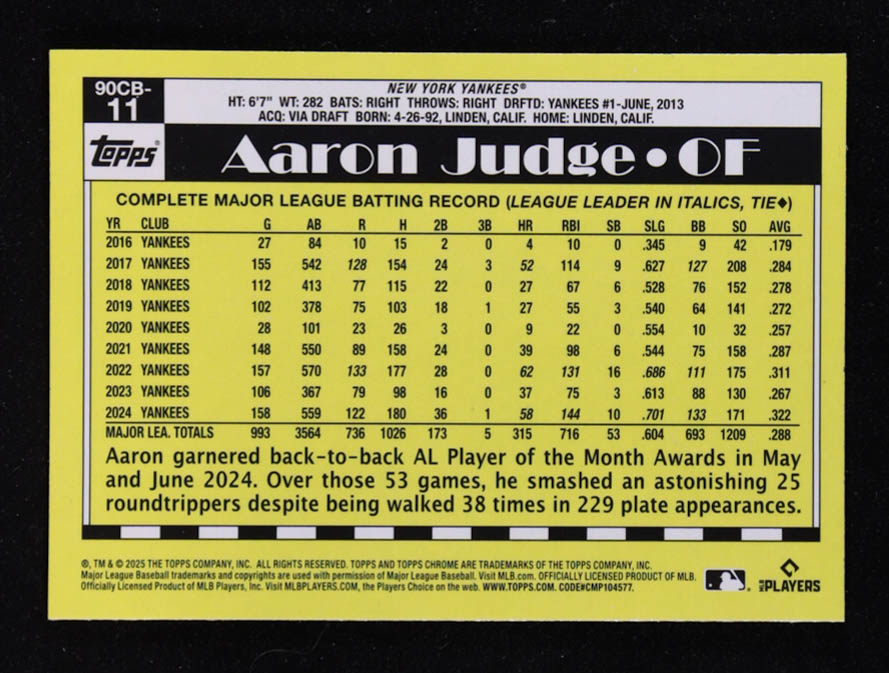 90CB-
11
NEW YORK YANKEES®
HT: 6'7" WT: 282 BATS: RIGHT THROWS: RIGHT DRFTD: YANKEES #1-JUNE, 2013
ACQ: VIA DRAFT BORN: 4-26-92, LINDEN, CALIF. HOME: LINDEN, CALIF.
TOPPS®
Aaron Judge • OF
COMPLETE MAJOR LEAGUE BATTING RECORD (LEAGUE LEADER IN ITALICS, TIE◆)
YR CLUB G AB R H 2B 3B HR RBI SB SLG BB SO AVG
2016 YANKEES 27 84 10 15 2 0 4 10 0 .345 9 42 .179
2017 YANKEES 155 542 128 154 24 3 52 114 9 .627 127 208 .284
2018 YANKEES 112 413 77 115 22 0 27 67 6 .528 76 152 .278
2019 YANKEES 102 378 75 103 18 1 27 55 3 .540 64 141 .272
2020 YANKEES 28 101 23 26 3 0 9 22 0 .554 10 32 .257
2021 YANKEES 148 550 89 158 24 0 39 98 6 .544 75 158 .287
2022 YANKEES 157 570 133 177 28 0 62 131 16 .686 111 175 .311
2023 YANKEES 106 367 79 98 16 0 37 75 3 .613 88 130 .267
2024 YANKEES 158 559 122 180 36 1 58 144 10 .701 133 171 .322
MAJOR LEA. TOTALS 993 3564 736 1026 173 5 315 716 53 .604 693 1209 .288
Aaron garnered back-to-back AL Player of the Month Awards in May
and June 2024. Over those 53 games, he smashed an astonishing 25
roundtrippers despite being walked 38 times in 229 plate appearances.
®, TM & © 2025 THE TOPPS COMPANY, INC. ALL RIGHTS RESERVED. TOPPS AND TOPPS CHROME ARE TRADEMARKS OF THE TOPPS COMPANY, INC.
Major League Baseball trademarks and copyrights are used with permission of Major League Baseball. Visit MLB.com. OFFICIALLY LICENSED PRODUCT OF MLB.
Officially Licensed Product of MLB Players, Inc. Visit MLBPLAYERS.COM, the Players Choice on the web. WWW.TOPPS.COM. CODE#CMP104577.
MLB PLAYERS